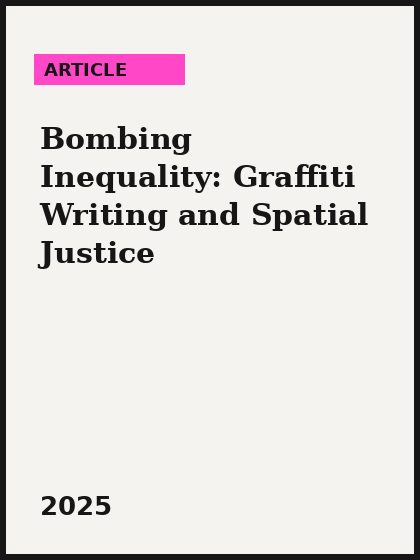 ARTICLE
Bombing
Inequality: Graffiti
Writing and Spatial
Justice
2025